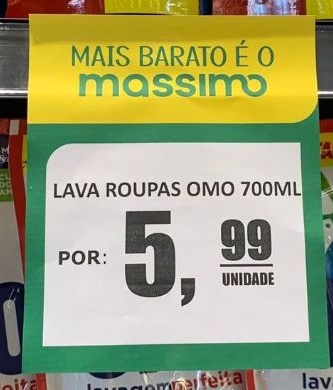 MAIS BARATO É O
massimo
LAVA ROUPAS OMO 700ML
POR: 5,99
UNIDADE